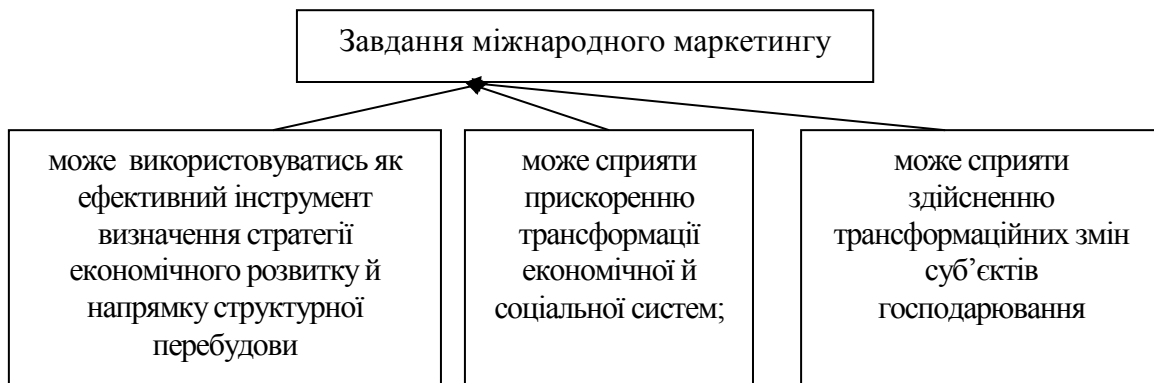 Завдання міжнародного маркетингу
може використовуватись як
ефективний інструмент
визначення стратегії
економічного розвитку й
напрямку структурної
перебудови
може сприяти
прискоренню
трансформації
економічної й
соціальної систем;
може сприяти
здійсненню
трансформаційних змін
суб’єктів
господарювання